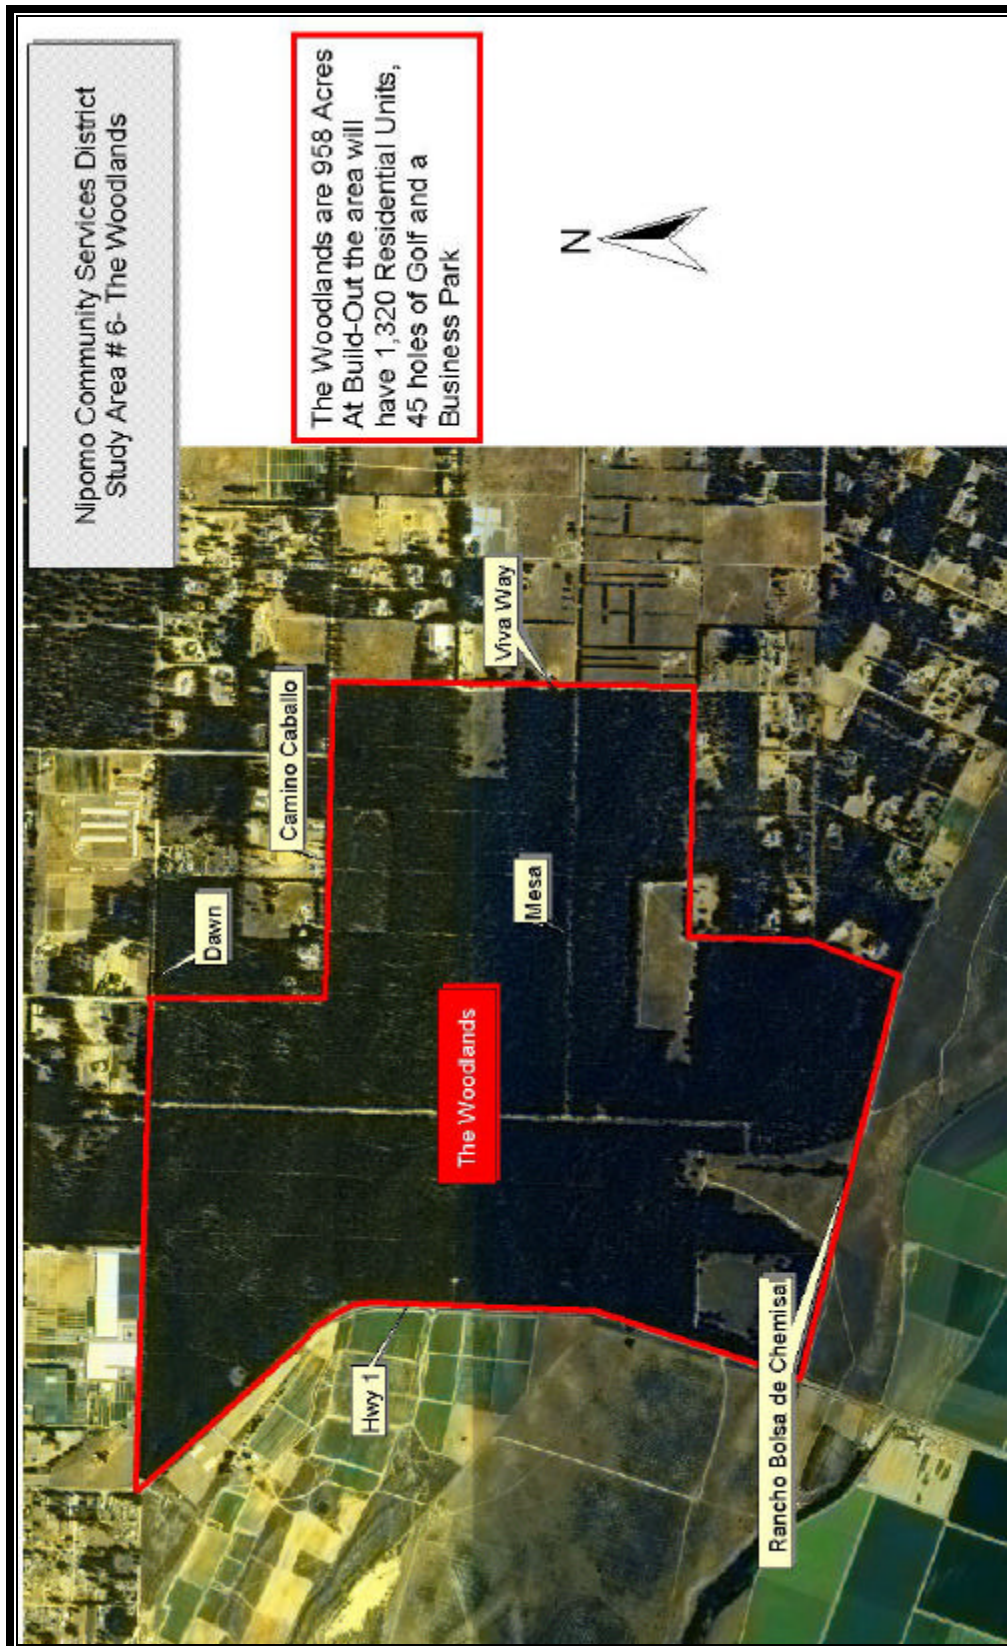 Nipomo Community Services District
Study Area # 6- The Woodlands
The Woodlands are 958 Acres
At Build-Out the area will
have 1,320 Residential Units,
45 holes of Golf and a
Business Park
N
Dawn
Camino Caballo
Viva Way
Mesa
The Woodlands
Hwy 1
Rancho Bolsa de Chemisal